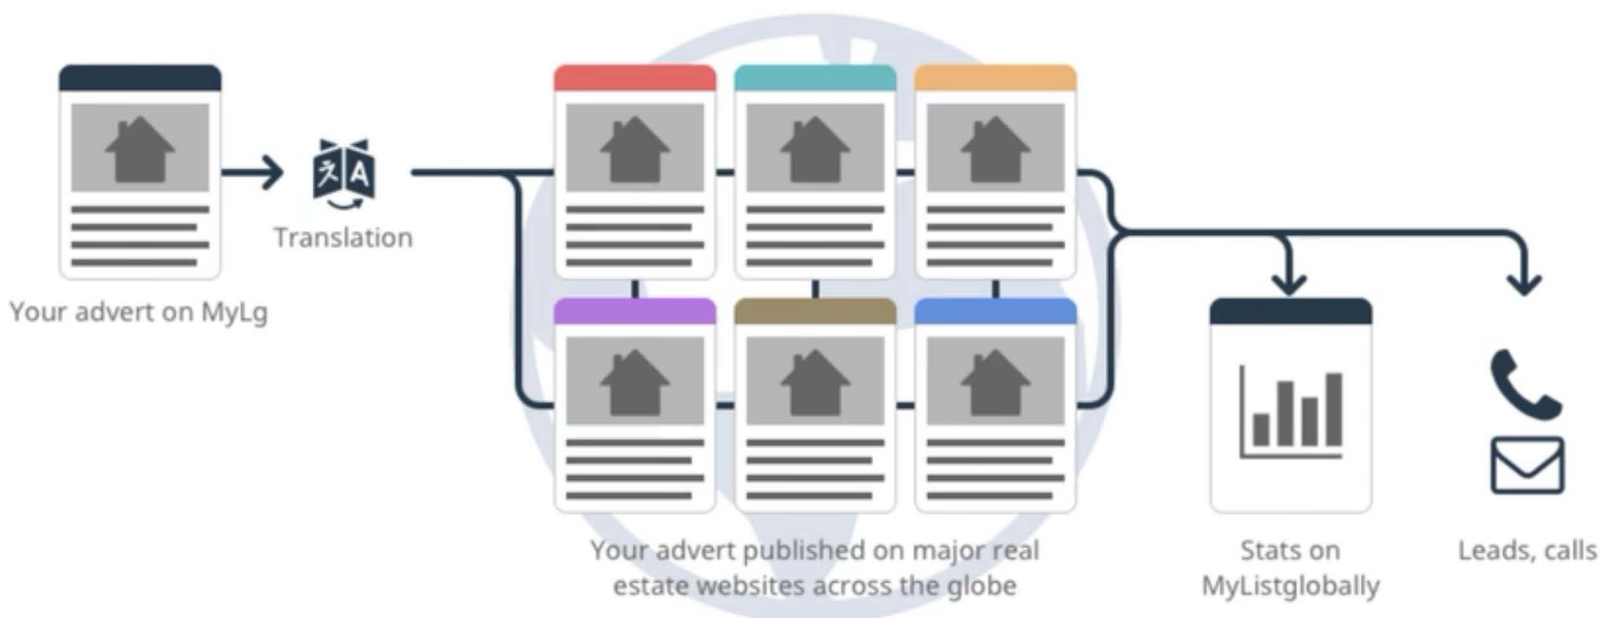 Translation
Your advert on MyLg
Your advert published on major real
estate websites across the globe
Stats on
MyListglobally
Leads, calls